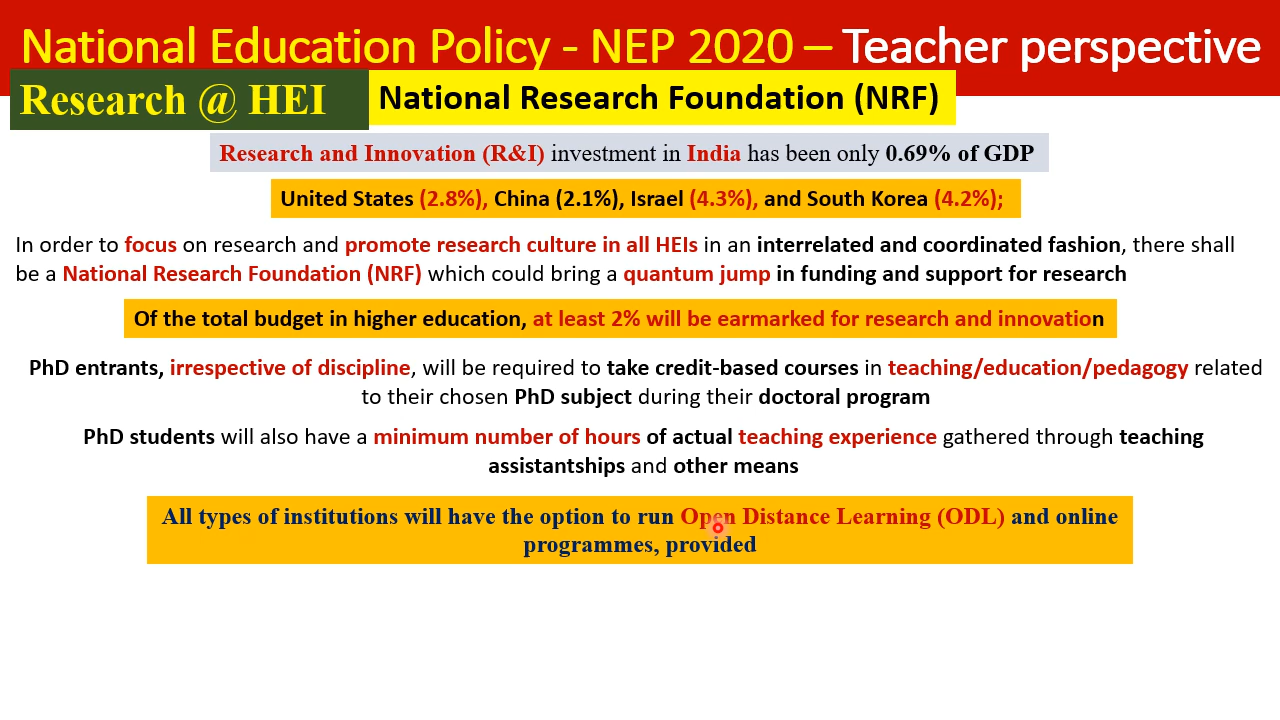 National Education Policy - NEP 2020 – Teacher perspective
Research @ HEI
National Research Foundation (NRF)
Research and Innovation (R&I) investment in India has been only 0.69% of GDP
United States (2.8%), China (2.1%), Israel (4.3%), and South Korea (4.2%);
In order to focus on research and promote research culture in all HEIs in an interrelated and coordinated fashion, there shall
be a National Research Foundation (NRF) which could bring a quantum jump in funding and support for research
Of the total budget in higher education, at least 2% will be earmarked for research and innovation
PhD entrants, irrespective of discipline, will be required to take credit-based courses in teaching/education/pedagogy related
to their chosen PhD subject during their doctoral program
PhD students will also have a minimum number of hours of actual teaching experience gathered through teaching
assistantships and other means
All types of institutions will have the option to run Open Distance Learning (ODL) and online
programmes, provided